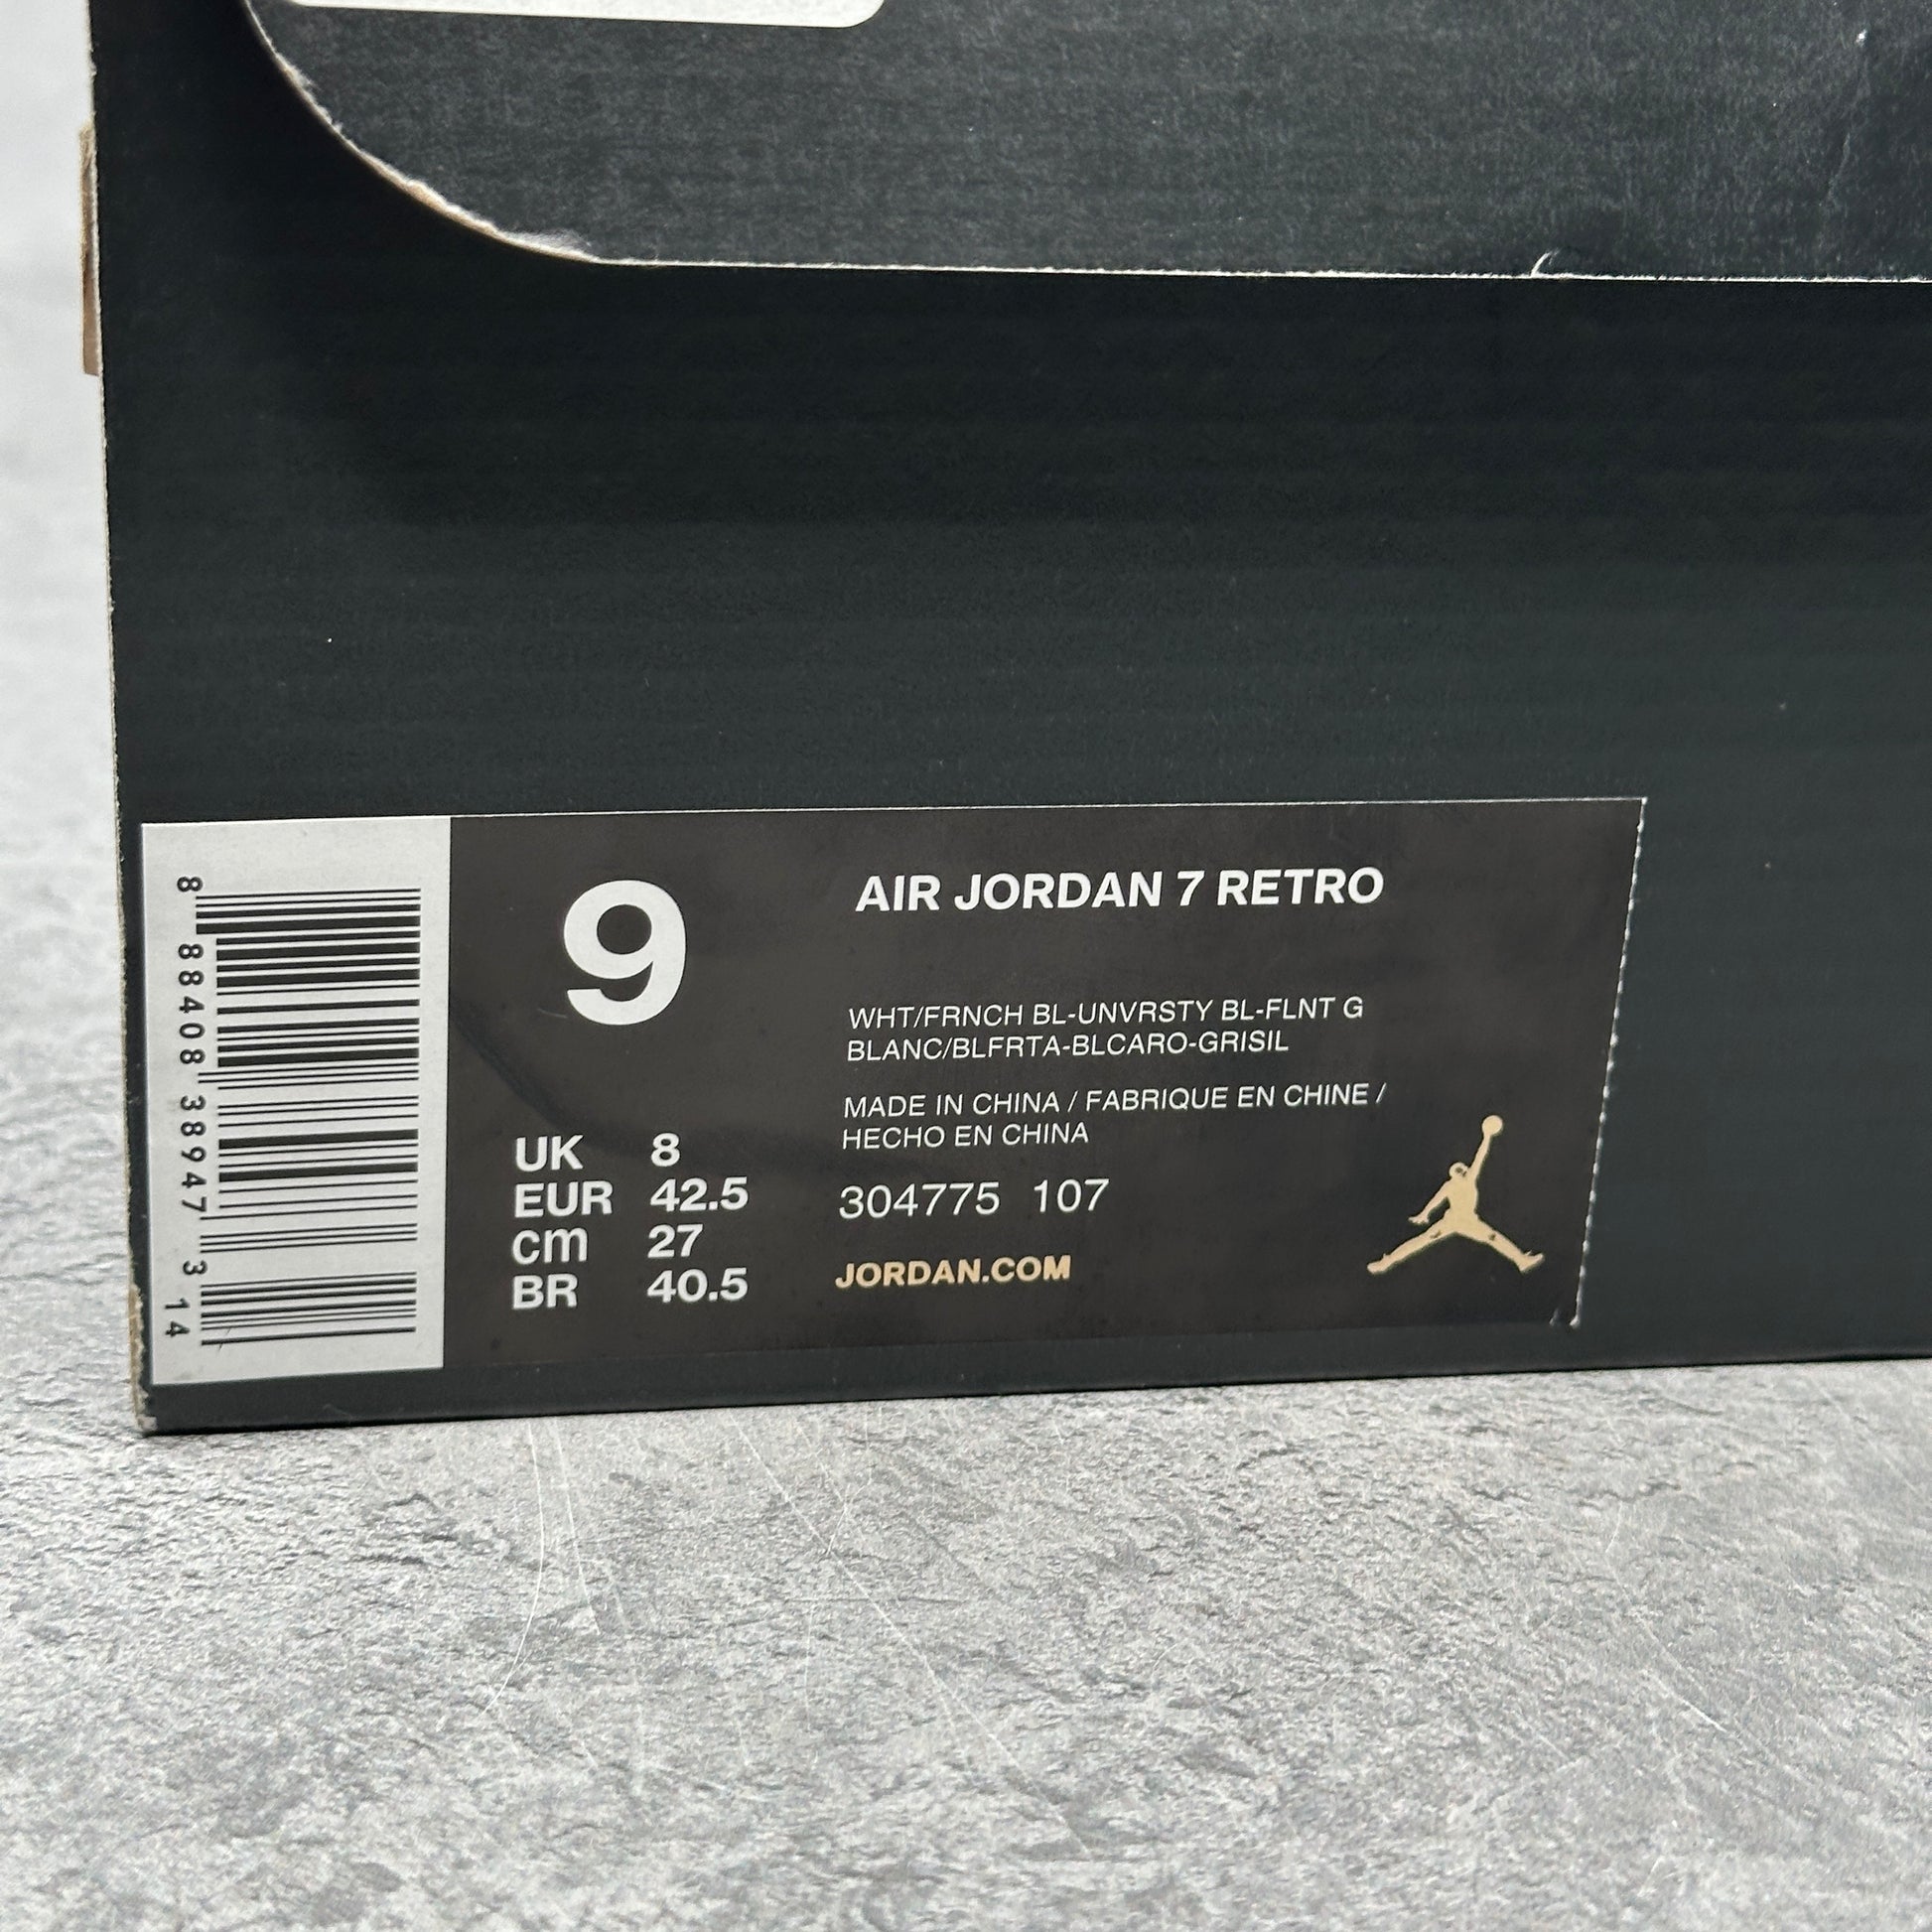 8 88408 38947 3
14
9
AIR JORDAN 7 RETRO
WHT/FRNCH BL-UNVRSTY BL-FLNT G
BLANC/BLFRTA-BLCARO-GRISIL
MADE IN CHINA / FABRIQUE EN CHINE /
HECHO EN CHINA
UK 8
EUR 42.5
cm 27
BR 40.5
304775 107
JORDAN.COM